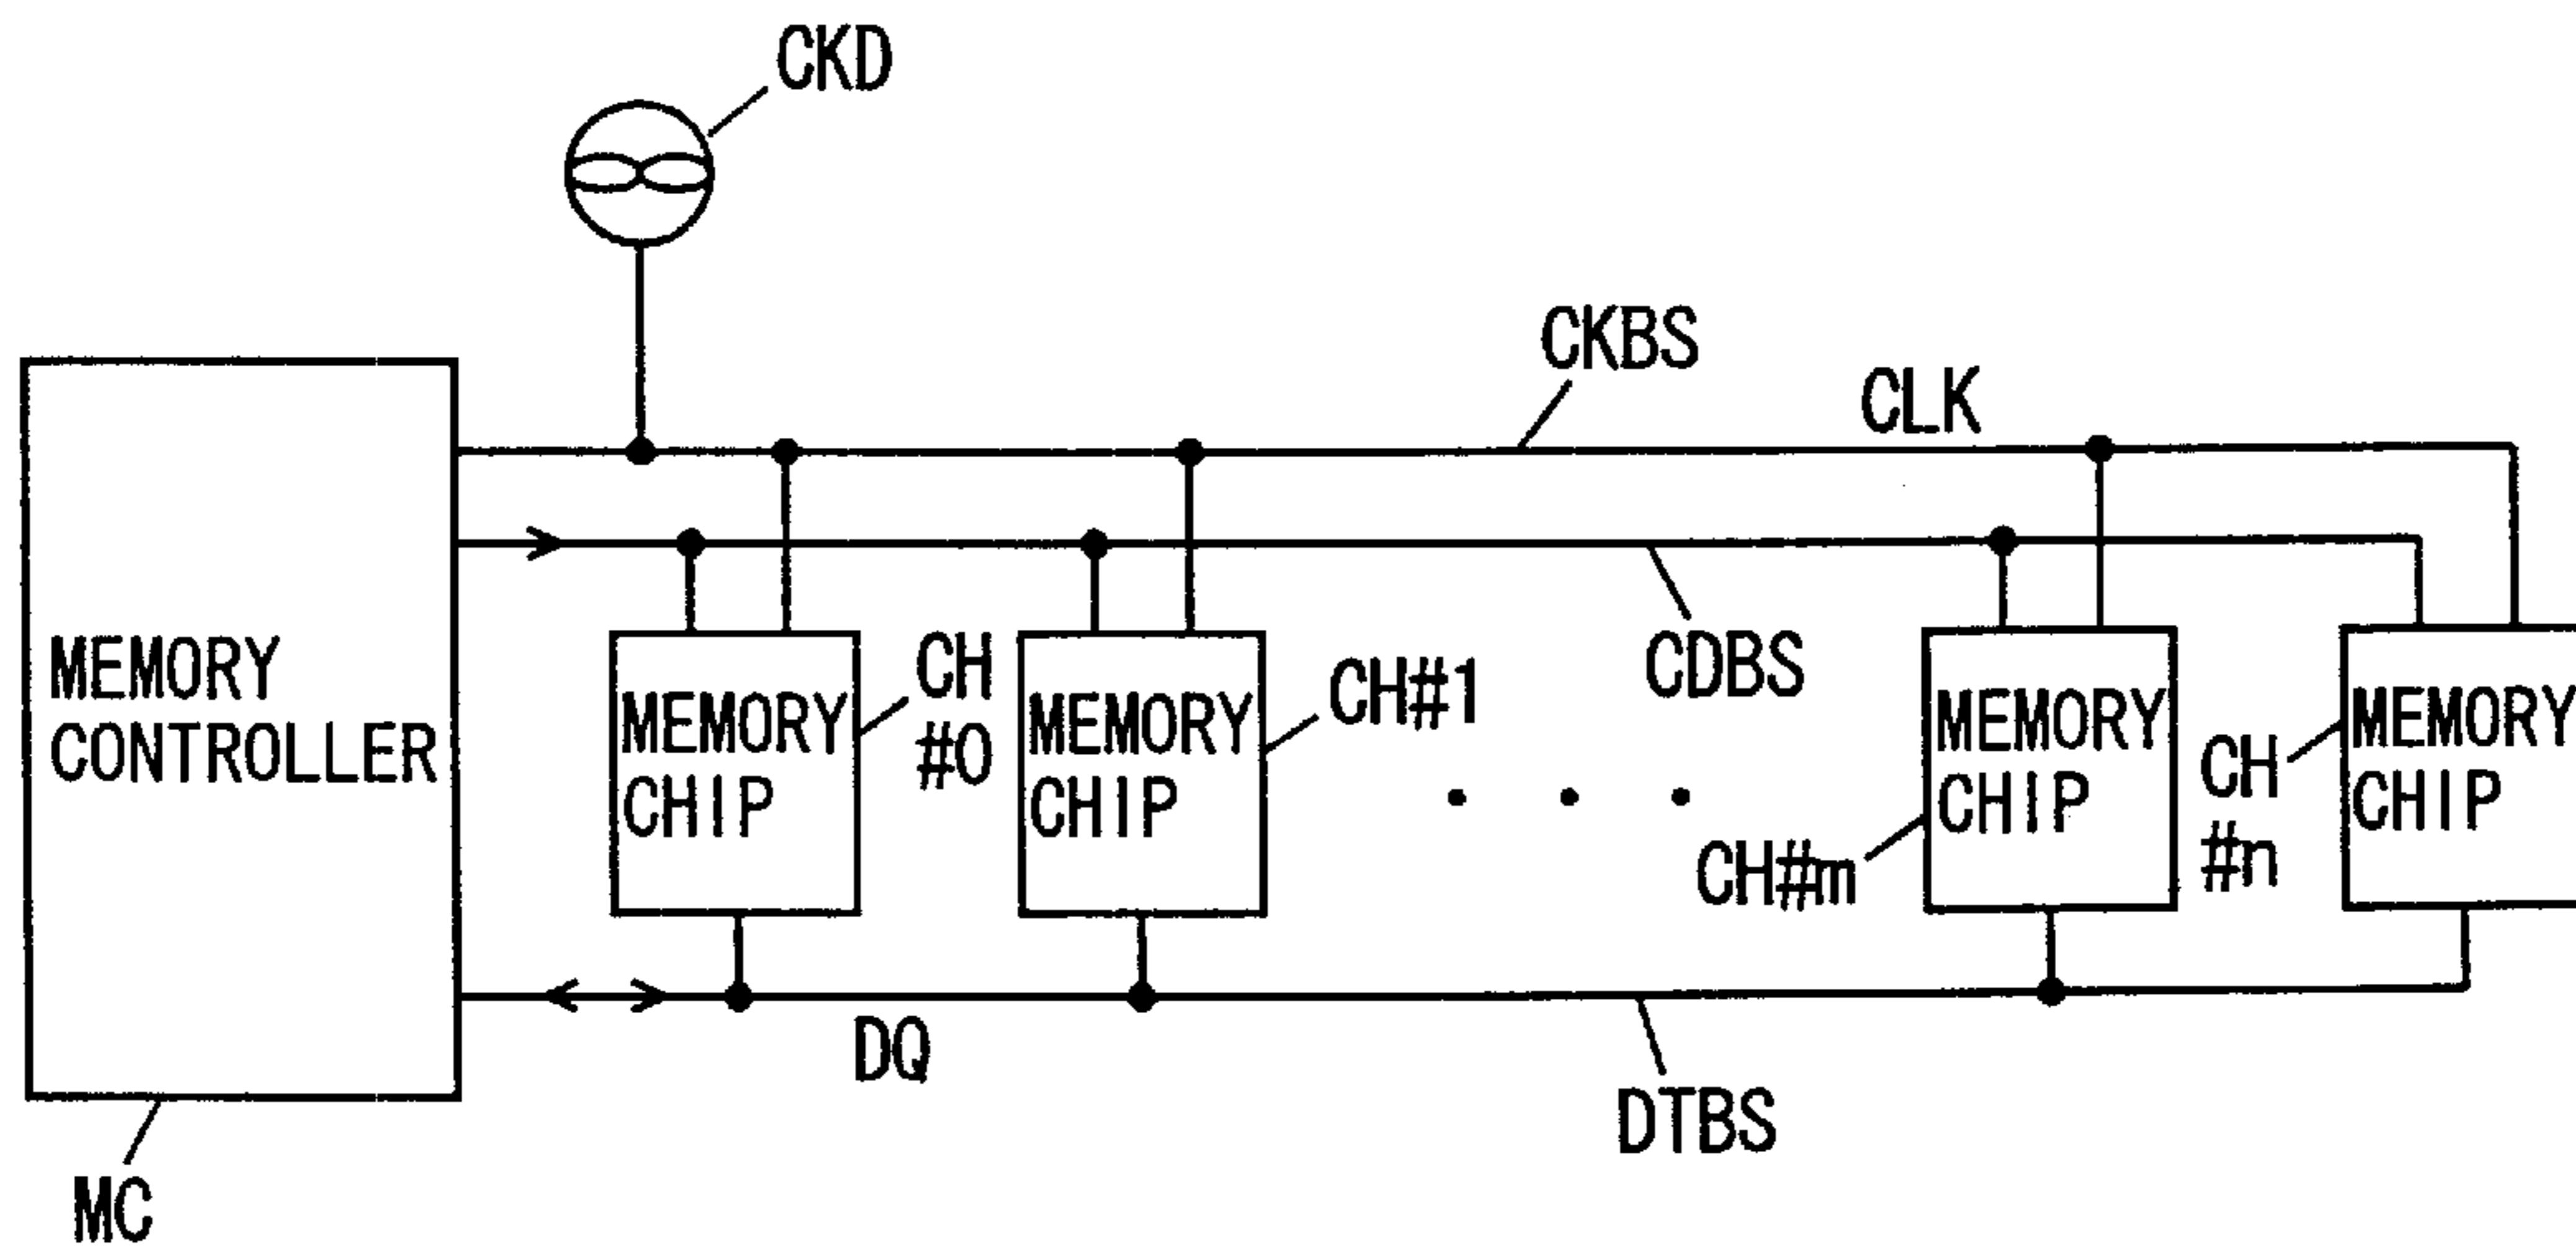 CKD
CKBS
CLK
MEMORY
CONTROLLER
MEMORY
CHIP
CH
#0
MEMORY
CHIP
CH#1
CDBS
CH#m
MEMORY
CHIP
CH
#n
MEMORY
CHIP
DQ
DTBS
MC